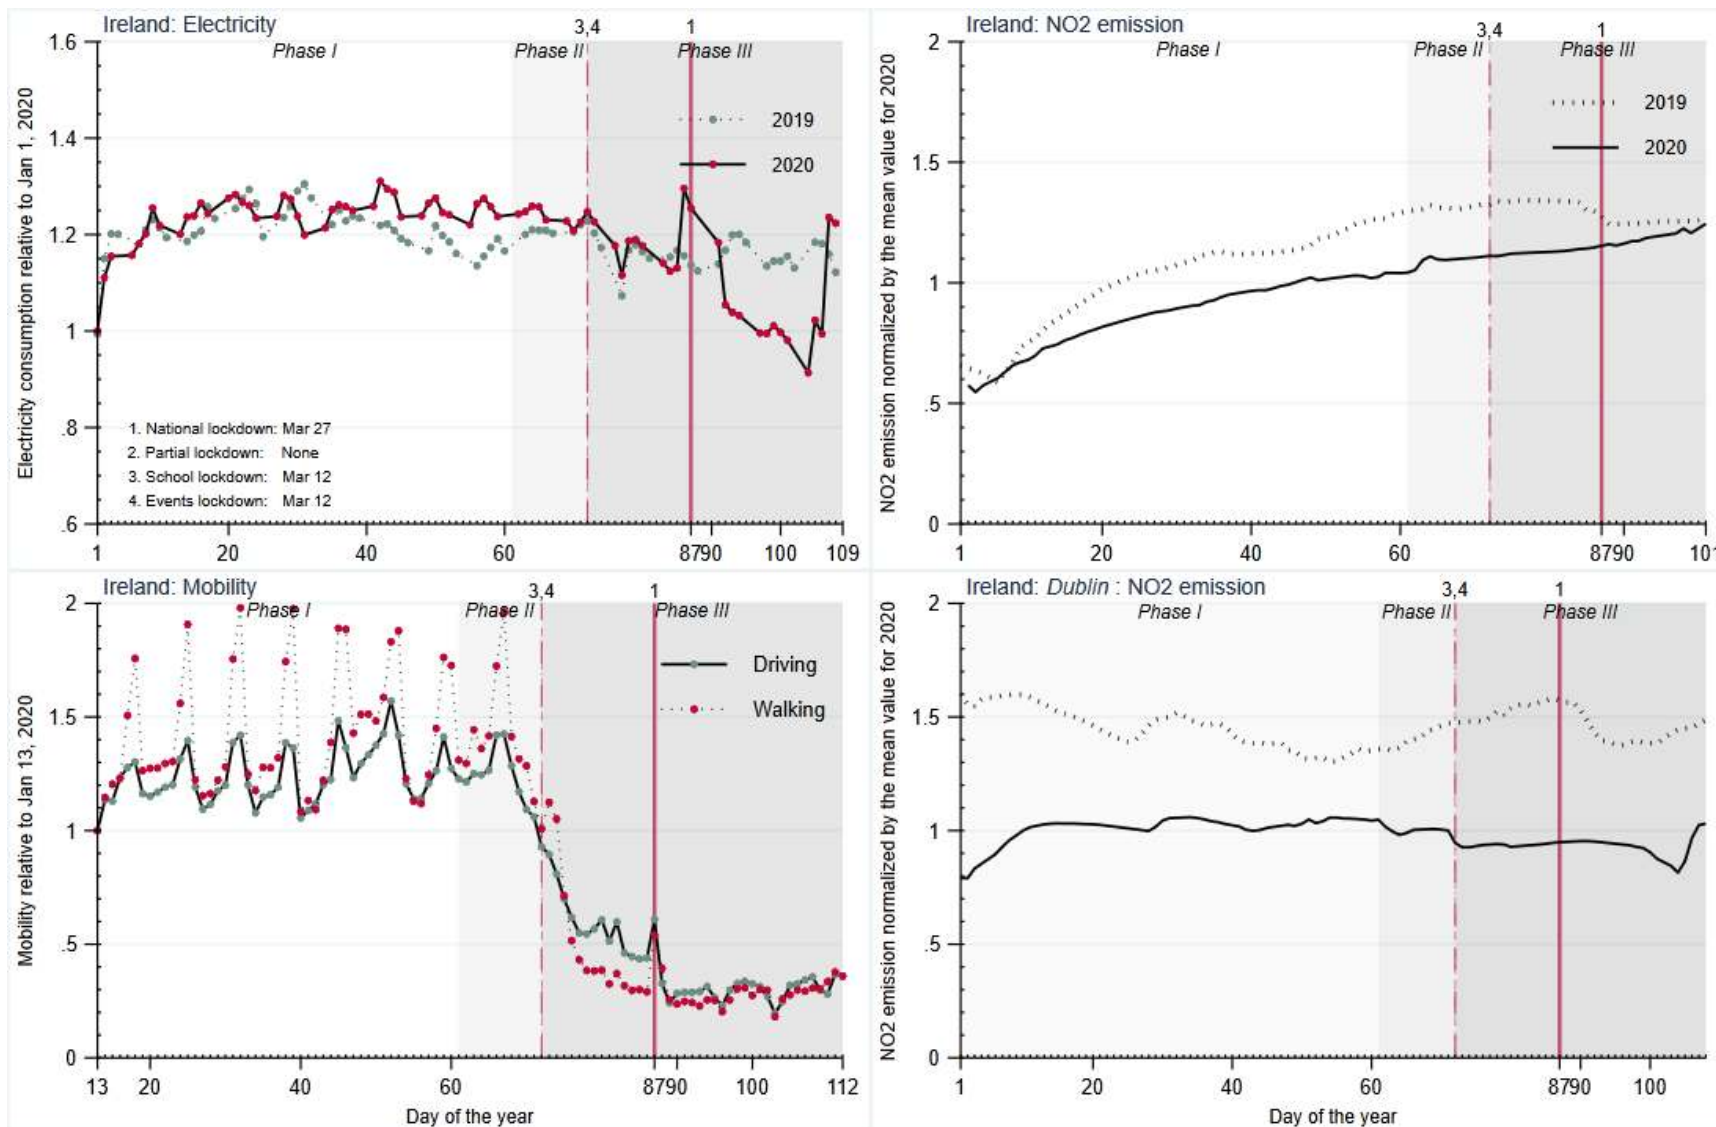 Ireland: Electricity
3,4
1
Phase I
Phase II
Phase III
Electricity consumption relative to Jan 1, 2020
1.6
1.4
1.2
1
.8
.6
2019
2020
1. National lockdown: Mar 27
2. Partial lockdown: None
3. School lockdown: Mar 12
4. Events lockdown: Mar 12
1 20 40 60 8790 100 109
Ireland: NO2 emission
3,4
1
Phase I
Phase II
Phase III
NO2 emission normalized by the mean value for 2020
2
1.5
1
.5
0
2019
2020
1 20 40 60 8790 101
Ireland: Mobility
3,4
1
Phase I
Phase II
Phase III
Mobility relative to Jan 13, 2020
2
1.5
1
.5
0
Driving
Walking
13 20 40 60 8790 100 112
Day of the year
Ireland: Dublin : NO2 emission
3,4
1
Phase I
Phase II
Phase III
NO2 emission normalized by the mean value for 2020
2
1.5
1
.5
0
1 20 40 60 8790 100
Day of the year